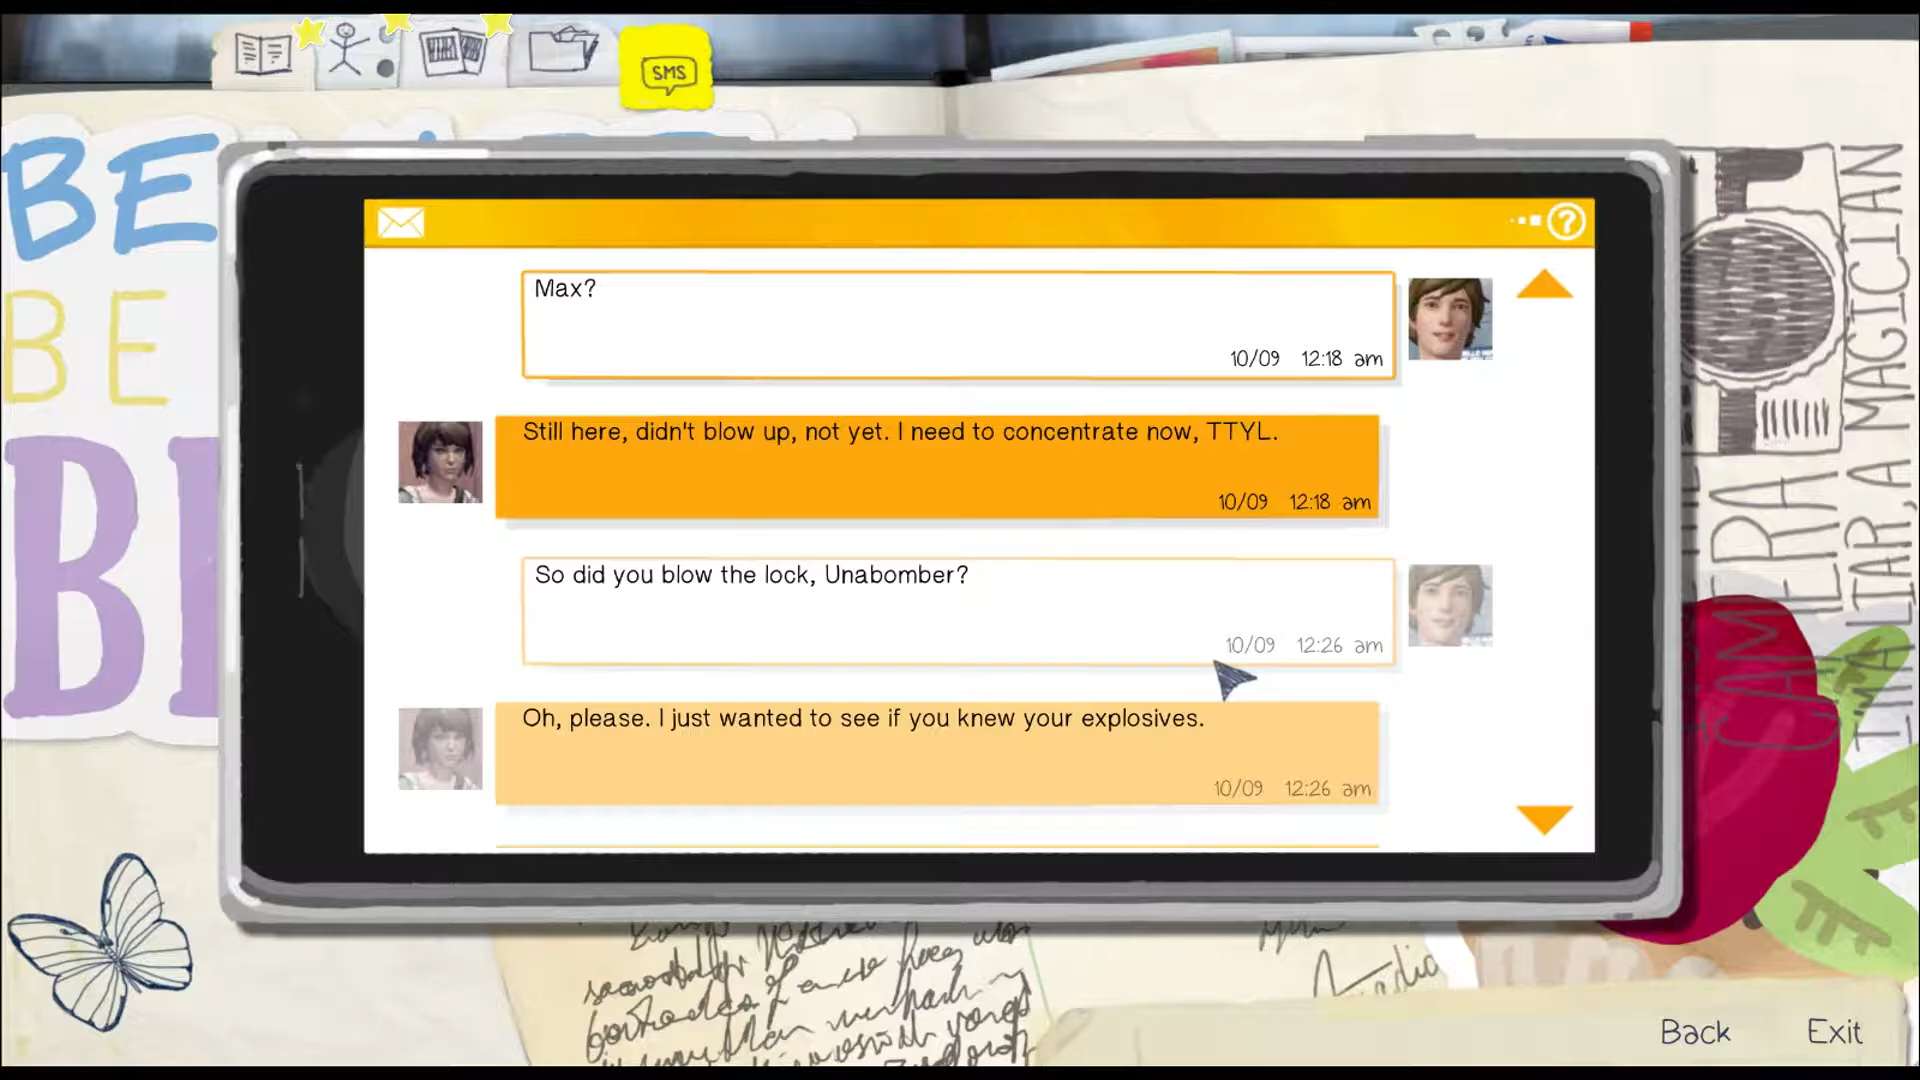 SMS
BE
BE
Max?
10/09 12:18 am
Still here, didn't blow up, not yet. I need to concentrate now, TTYL.
10/09 12:18 am
So did you blow the lock, Unabomber?
10/09 12:26 am
Oh, please. I just wanted to see if you knew your explosives.
10/09 12:26 am
CAMERA
LIAR, A MAGICIAN
Back
Exit